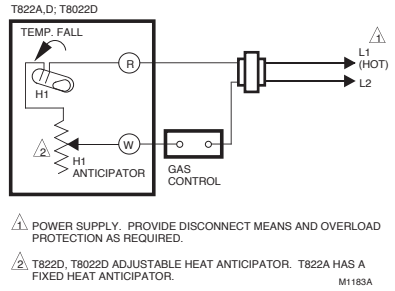 T822A,D; T8022D
TEMP. FALL
1
L1
(HOT)
R
L2
H1
2
H1
ANTICIPATOR
W
GAS
CONTROL
1 POWER SUPPLY. PROVIDE DISCONNECT MEANS AND OVERLOAD
PROTECTION AS REQUIRED.
2 T822D, T8022D ADJUSTABLE HEAT ANTICIPATOR. T822A HAS A
FIXED HEAT ANTICIPATOR.
M1183A